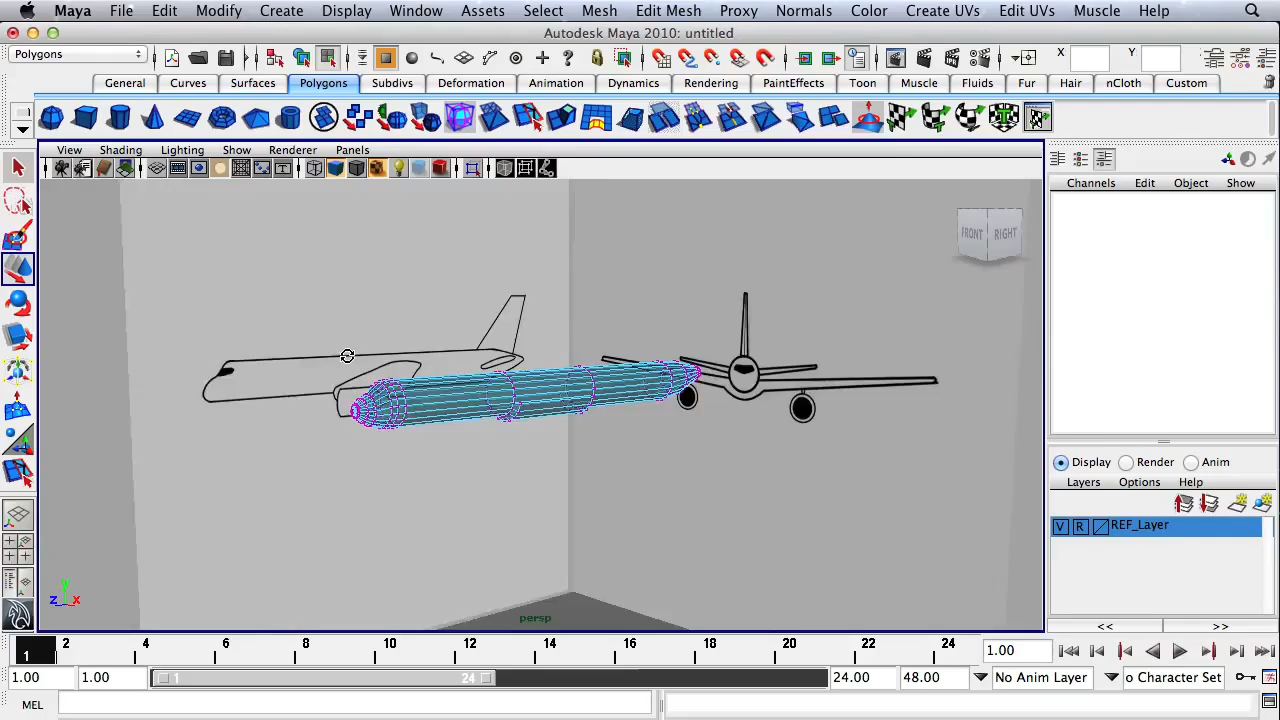 Maya File Edit Modify Create Display Window Assets Select Mesh Edit Mesh Proxy Normals Color Create UVs Edit UVs Muscle Help
Autodesk Maya 2010: untitled
Polygons X Y
General Curves Surfaces Polygons Subdivs Deformation Animation Dynamics Rendering PaintEffects Toon Muscle Fluids Fur Hair nCloth Custom
View Shading Lighting Show Renderer Panels
Channels Edit Object Show
FRONT RIGHT
Display Render Anim
Layers Options Help
V R REF_Layer
y
z x
persp
<< >>
1 2 4 6 8 10 12 14 16 18 20 22 24 1.00
1.00 1.00 1 24 24.00 48.00 No Anim Layer o Character Set
MEL